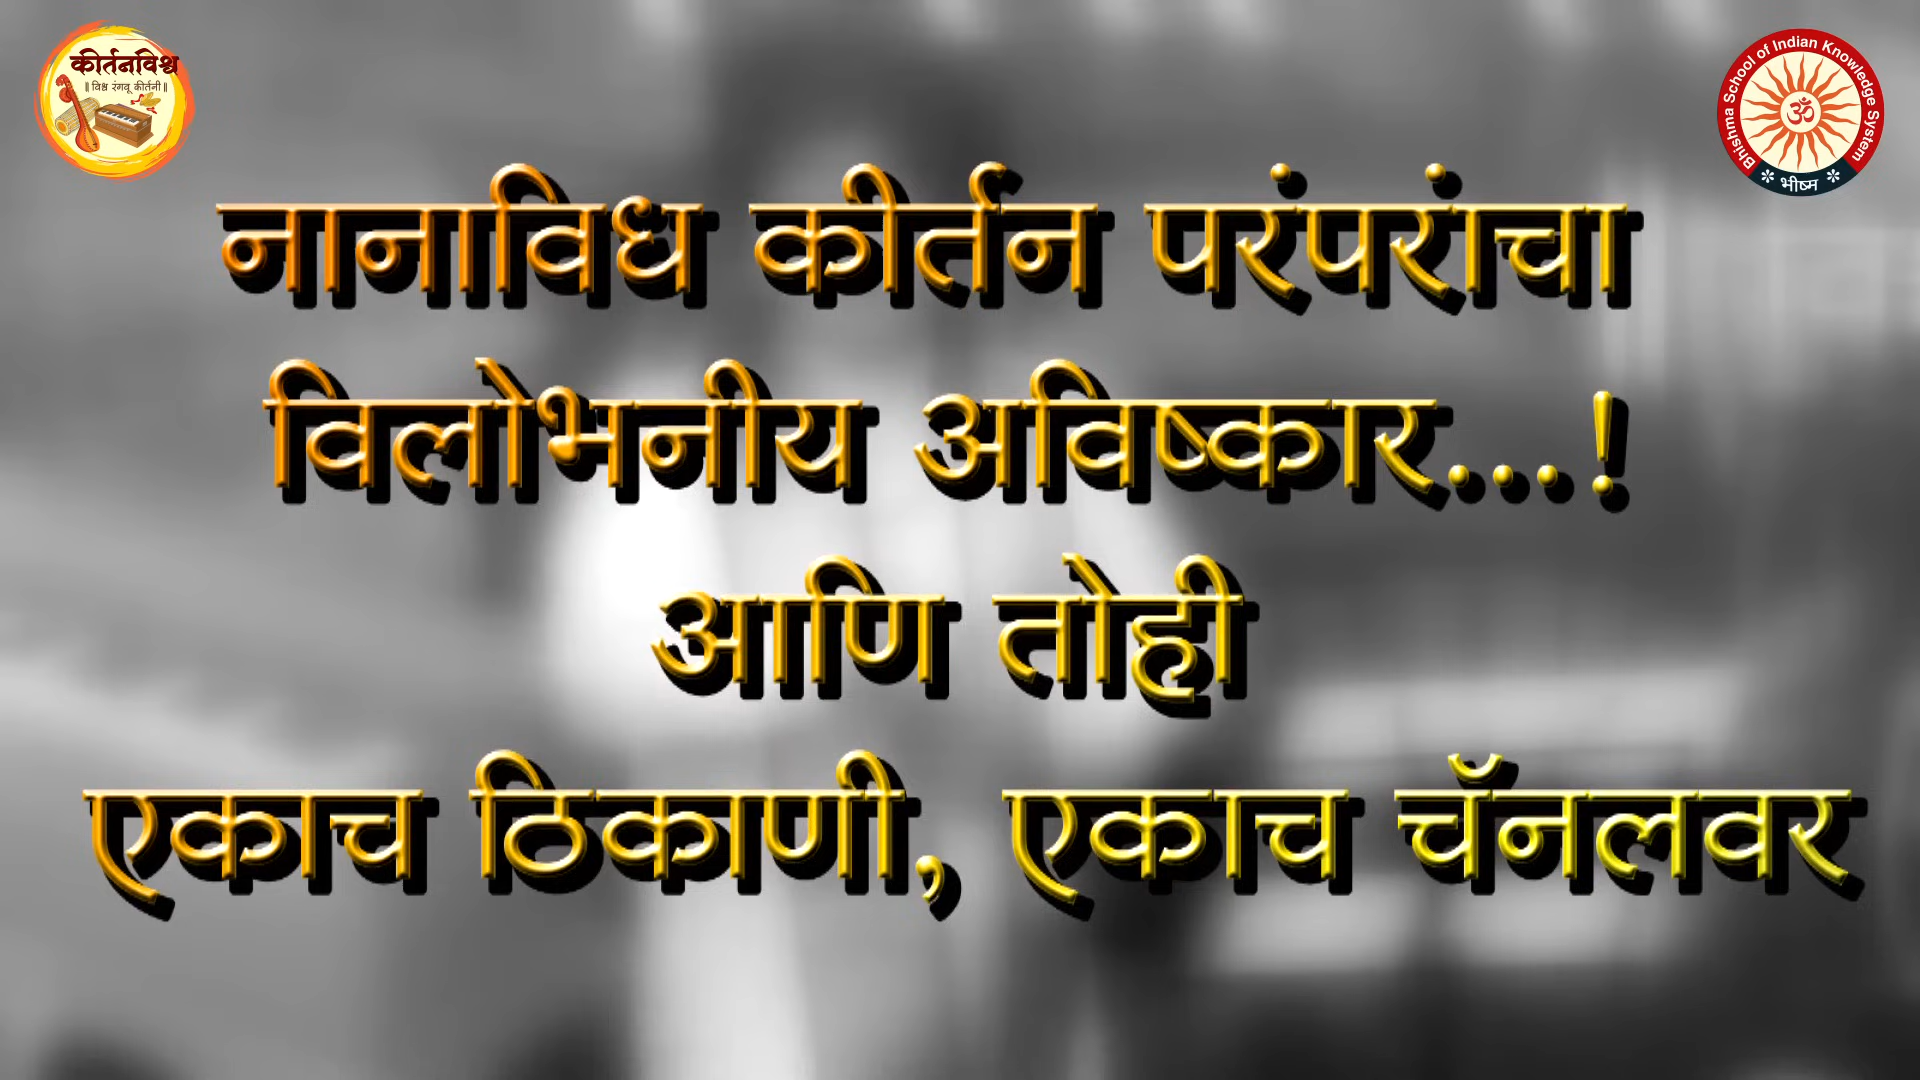 कीर्तनविश्व
॥ विश्व रंगवू कीर्तनी ॥
Bhishma School of Indian Knowledge System
भीष्म
ॐ
नानाविध कीर्तन परंपरांचा
विलोभनीय अविष्कार...!
आणि तोही
एकाच ठिकाणी, एकाच चॅनलवर